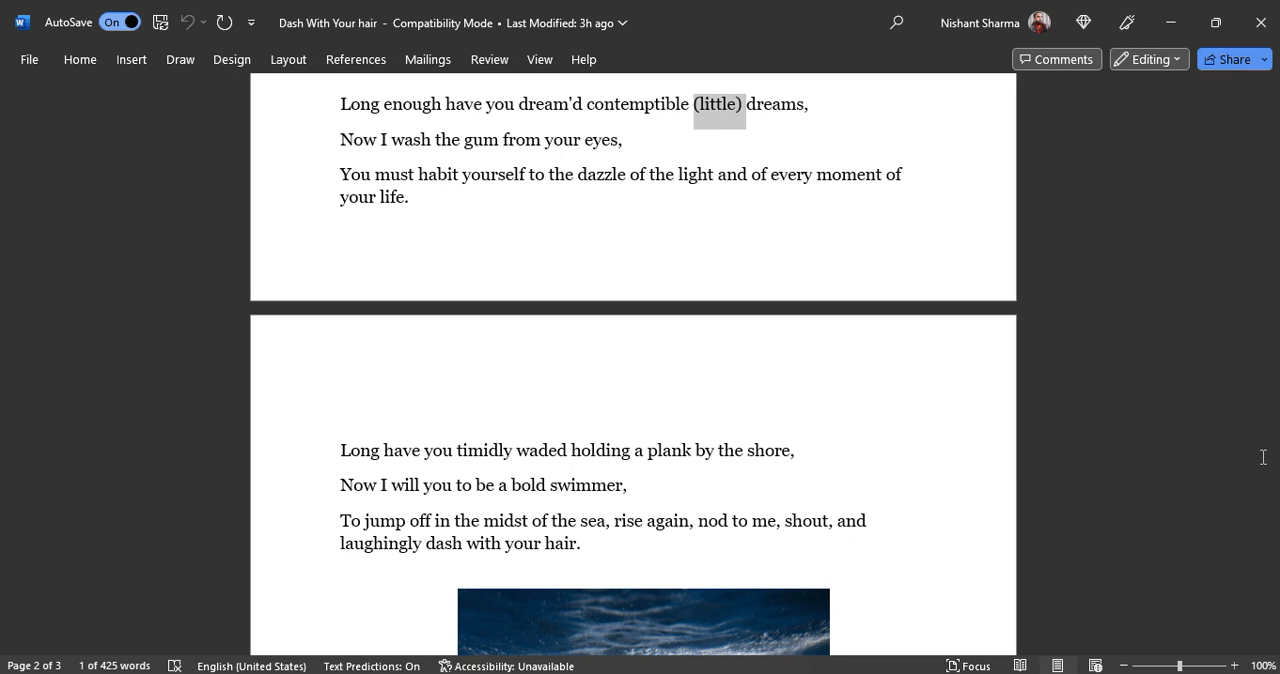 AutoSave On Dash With Your hair - Compatibility Mode • Last Modified: 3h ago Nishant Sharma
File Home Insert Draw Design Layout References Mailings Review View Help Comments Editing Share
Long enough have you dream'd contemptible (little) dreams,
Now I wash the gum from your eyes,
You must habit yourself to the dazzle of the light and of every moment of
your life.
Long have you timidly waded holding a plank by the shore,
Now I will you to be a bold swimmer,
To jump off in the midst of the sea, rise again, nod to me, shout, and
laughingly dash with your hair.
Page 2 of 3 1 of 425 words English (United States) Text Predictions: On Accessibility: Unavailable Focus 100%